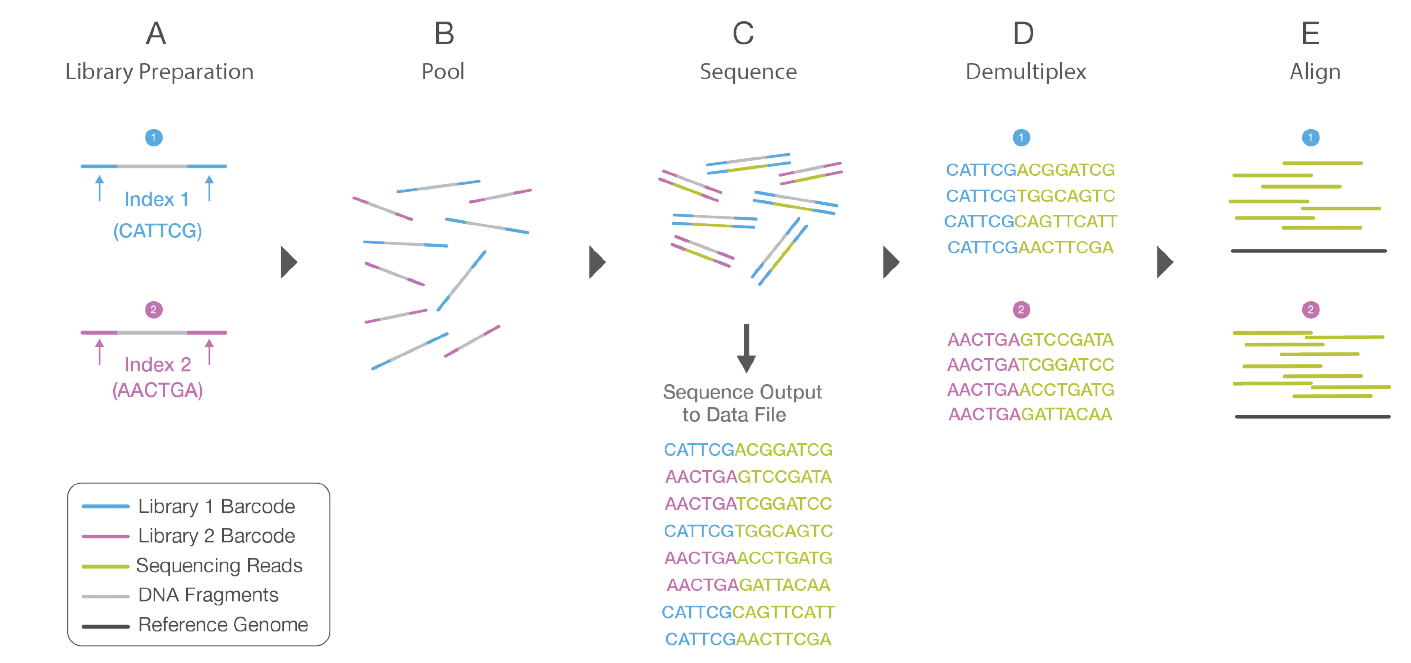 A
Library Preparation
1
Index 1
(CATTCG)
2
Index 2
(AACTGA)
B
Pool
C
Sequence
Sequence Output
to Data File
CATTCGACGGATCG
AACTGAGTCCGATA
AACTGATCGGATCC
CATTCGTGGCAGTC
AACTGAACCTGATG
AACTGAGATTACAA
CATTCGCAGTTCATT
CATTCGAACTTCGA
D
Demultiplex
1
CATTCGACGGATCG
CATTCGTGGCAGTC
CATTCGCAGTTCATT
CATTCGAACTTCGA
2
AACTGAGTCCGATA
AACTGATCGGATCC
AACTGAACCTGATG
AACTGAGATTACAA
E
Align
1
2
Library 1 Barcode
Library 2 Barcode
Sequencing Reads
DNA Fragments
Reference Genome